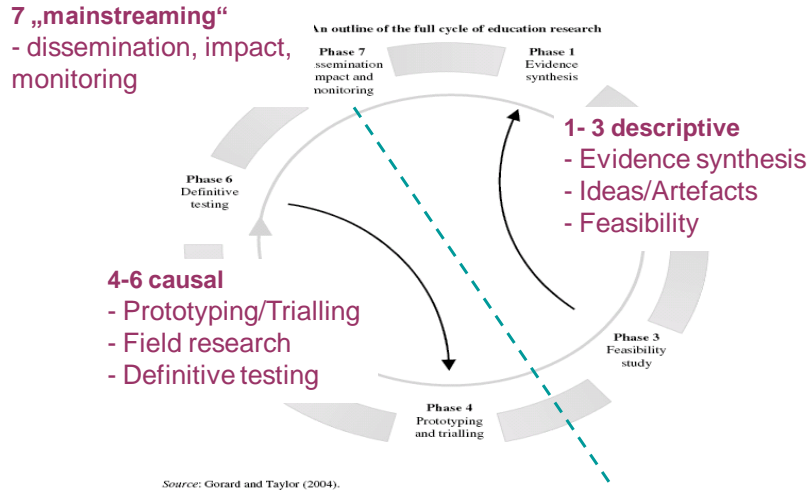 7 „mainstreaming“
- dissemination, impact,
monitoring
n outline of the full cycle of education research
Phase 7
ssemination
mpact and
monitoring
Phase 1
Evidence
synthesis
1- 3 descriptive
- Evidence synthesis
- Ideas/Artefacts
- Feasibility
Phase 6
Definitive
testing
4-6 causal
- Prototyping/Trialling
- Field research
- Definitive testing
Phase 3
Feasibility
study
Phase 4
Prototyping
and trialling
Source: Gorard and Taylor (2004).